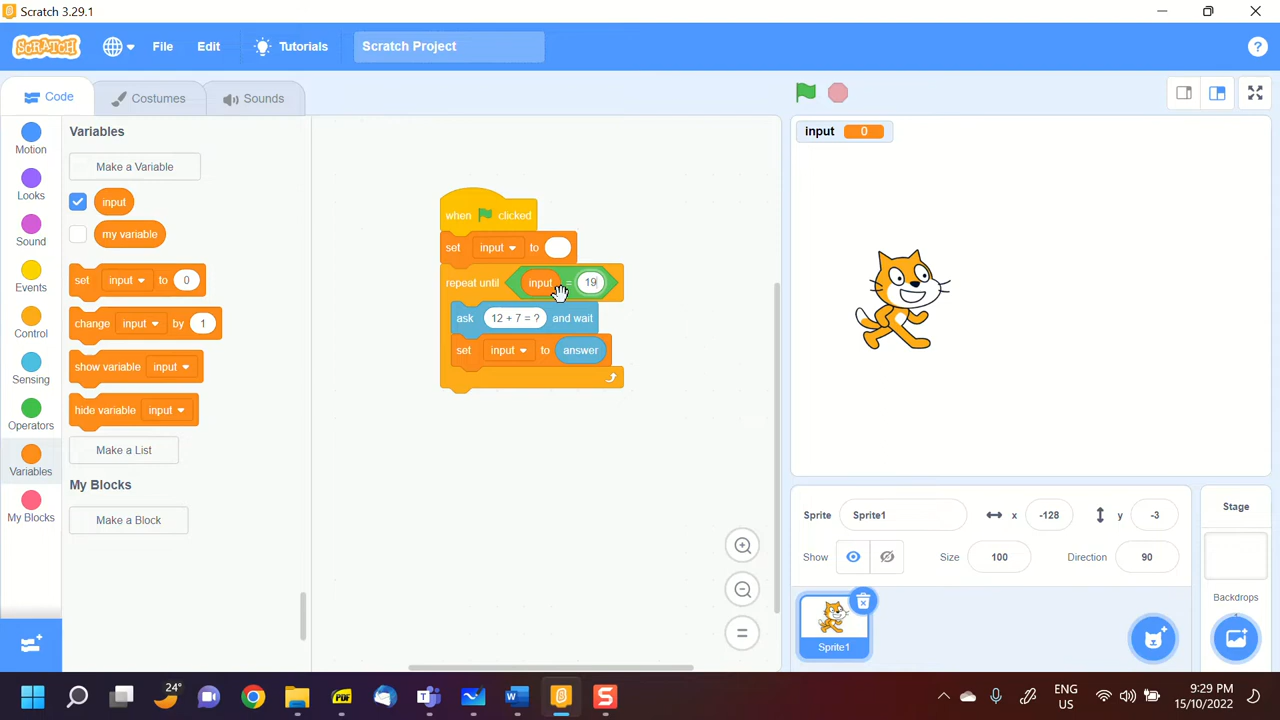 Scratch 3.29.1
SCRATCH File Edit Tutorials Scratch Project ?
Code Costumes Sounds
Motion
Looks
Sound
Events
Control
Sensing
Operators
Variables
My Blocks
Variables
Make a Variable
input
my variable
set input to 0
change input by 1
show variable input
hide variable input
Make a List
My Blocks
Make a Block
when clicked
set input to
repeat until input = 19
ask 12 + 7 = ? and wait
set input to answer
input 0
Sprite Sprite1 x -128 y -3
Show Size 100 Direction 90
Sprite1
Stage
Backdrops
24°
ENG
US
9:29 PM
15/10/2022